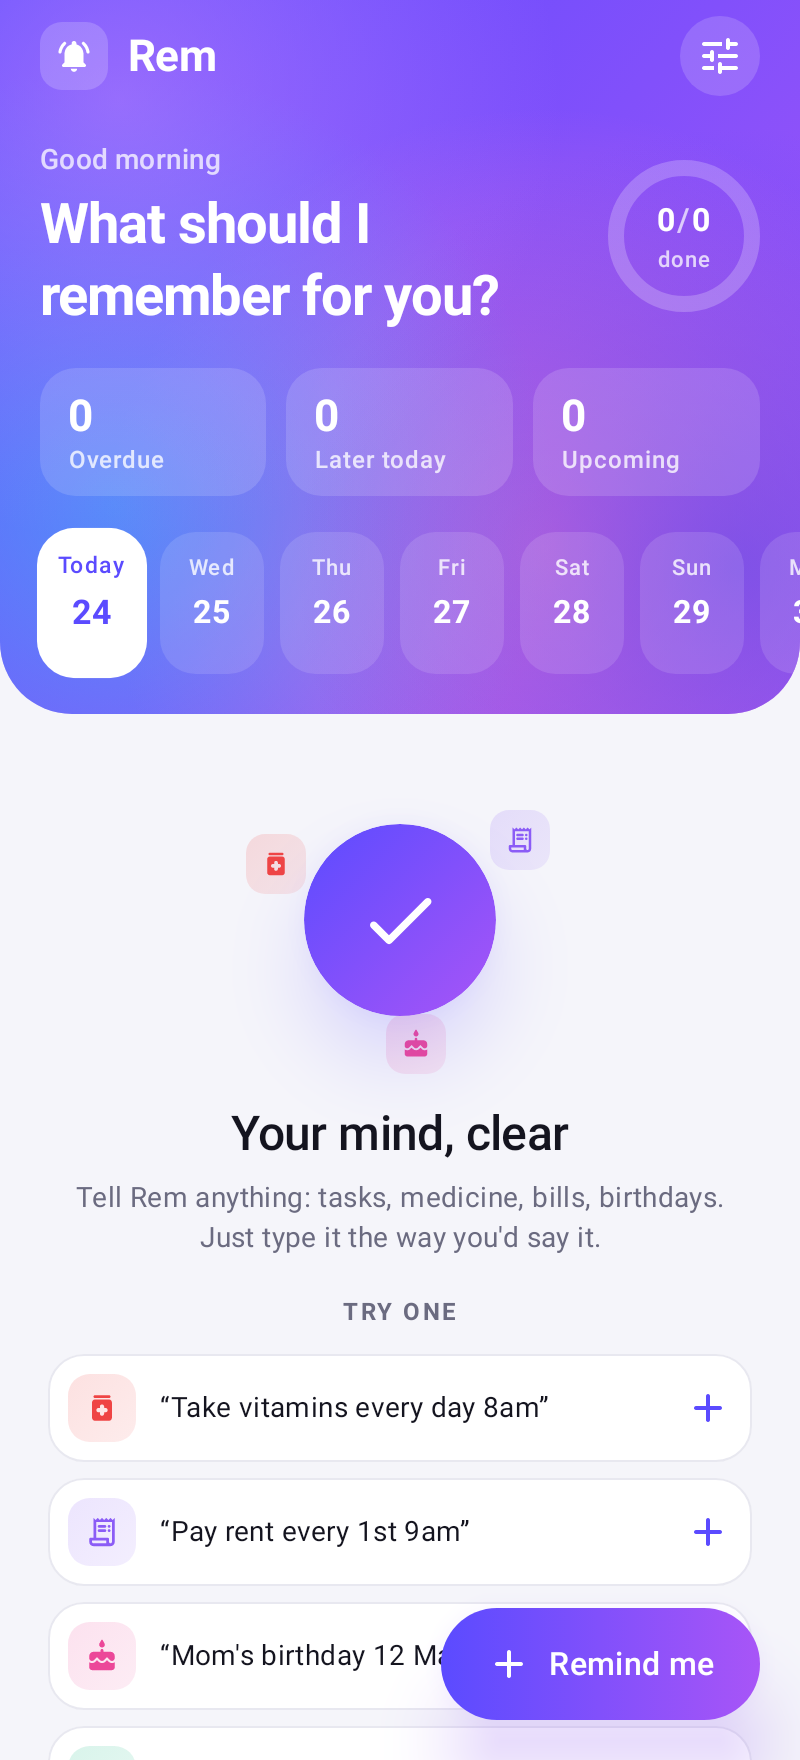 Rem
Good morning
What should I
remember for you?
0/0
done
0
Overdue
0
Later today
0
Upcoming
Today
24
Wed
25
Thu
26
Fri
27
Sat
28
Sun
29
TRY ONE
Your mind, clear
Tell Rem anything: tasks, medicine, bills, birthdays.
Just type it the way you'd say it.
“Take vitamins every day 8am”
“Pay rent every 1st 9am”
“Mom's birthday 12
Remind me